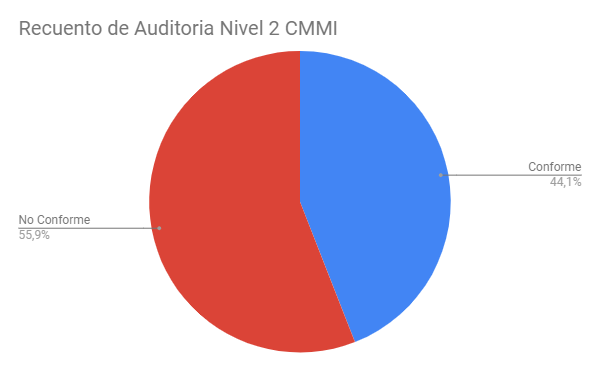 Recuento de Auditoria Nivel 2 CMMI
Conforme
44,1%
No Conforme
55,9%